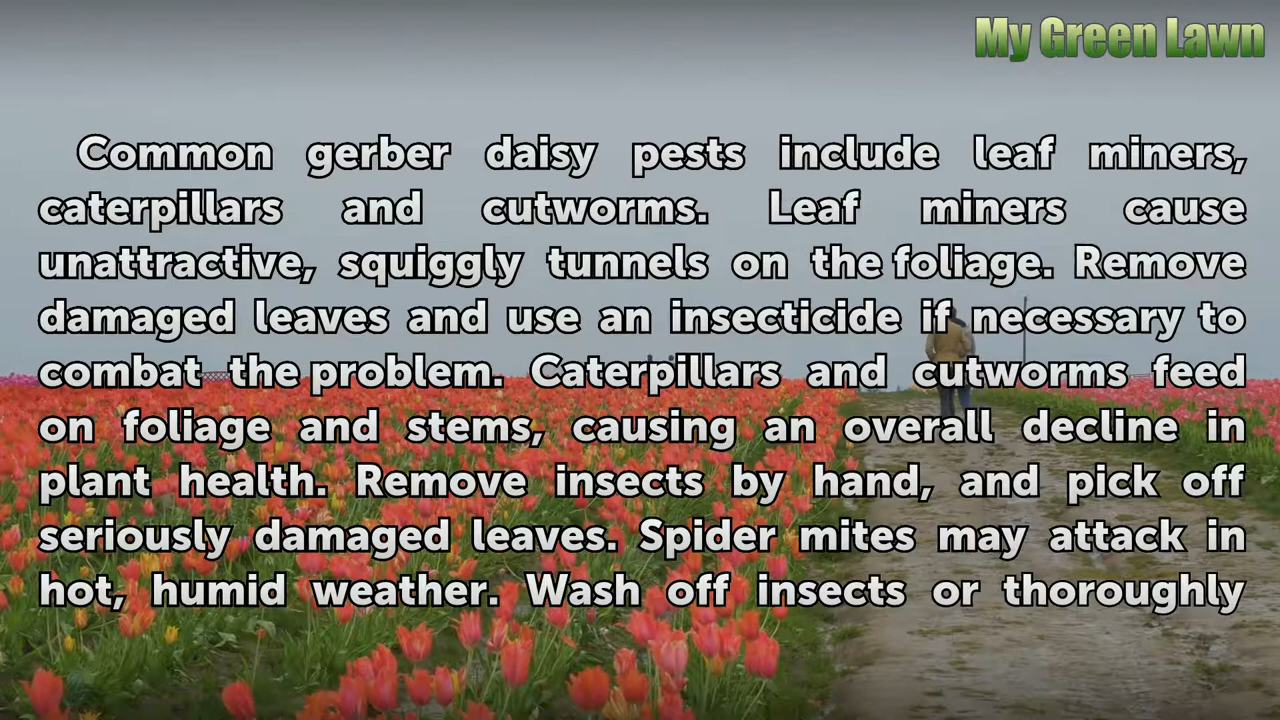 My Green Lawn
Common gerber daisy pests include leaf miners,
caterpillars and cutworms. Leaf miners cause
unattractive, squiggly tunnels on the foliage. Remove
damaged leaves and use an insecticide if necessary to
combat the problem. Caterpillars and cutworms feed
on foliage and stems, causing an overall decline in
plant health. Remove insects by hand, and pick off
seriously damaged leaves. Spider mites may attack in
hot, humid weather. Wash off insects or thoroughly